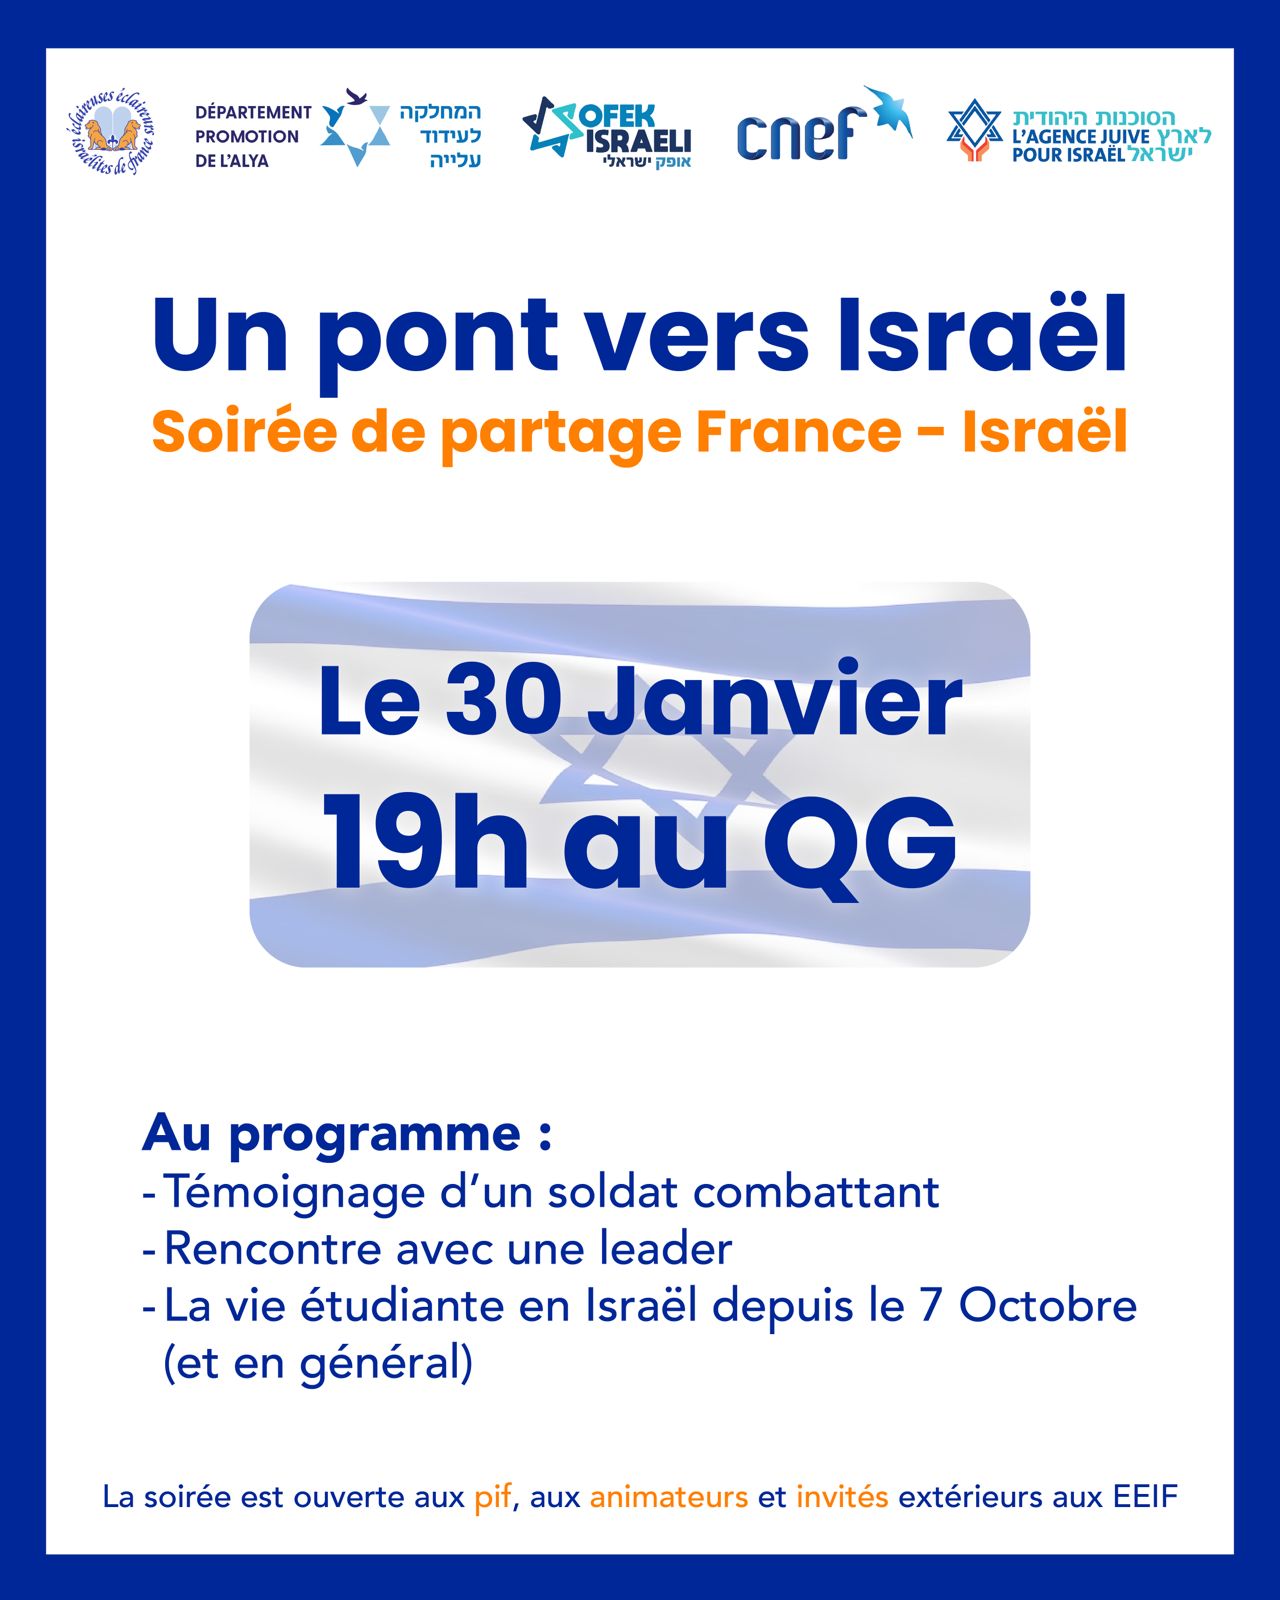 éclaireuses éclaireurs
israélites de france
DÉPARTEMENT
PROMOTION
DE L'ALYA
המחלקה
לעידוד
עלייה
OFEK
ISRAELI
אופק ישראלי
cnef
הסוכנות היהודית
לארץ
ישראל
L'AGENCE JUIVE
POUR ISRAËL
Un pont vers Israël
Soirée de partage France - Israël
Le 30 Janvier
19h au QG
Au programme :
- Témoignage d'un soldat combattant
- Rencontre avec une leader
- La vie étudiante en Israël depuis le 7 Octobre
(et en général)
La soirée est ouverte aux pif, aux animateurs et invités extérieurs aux EEIF